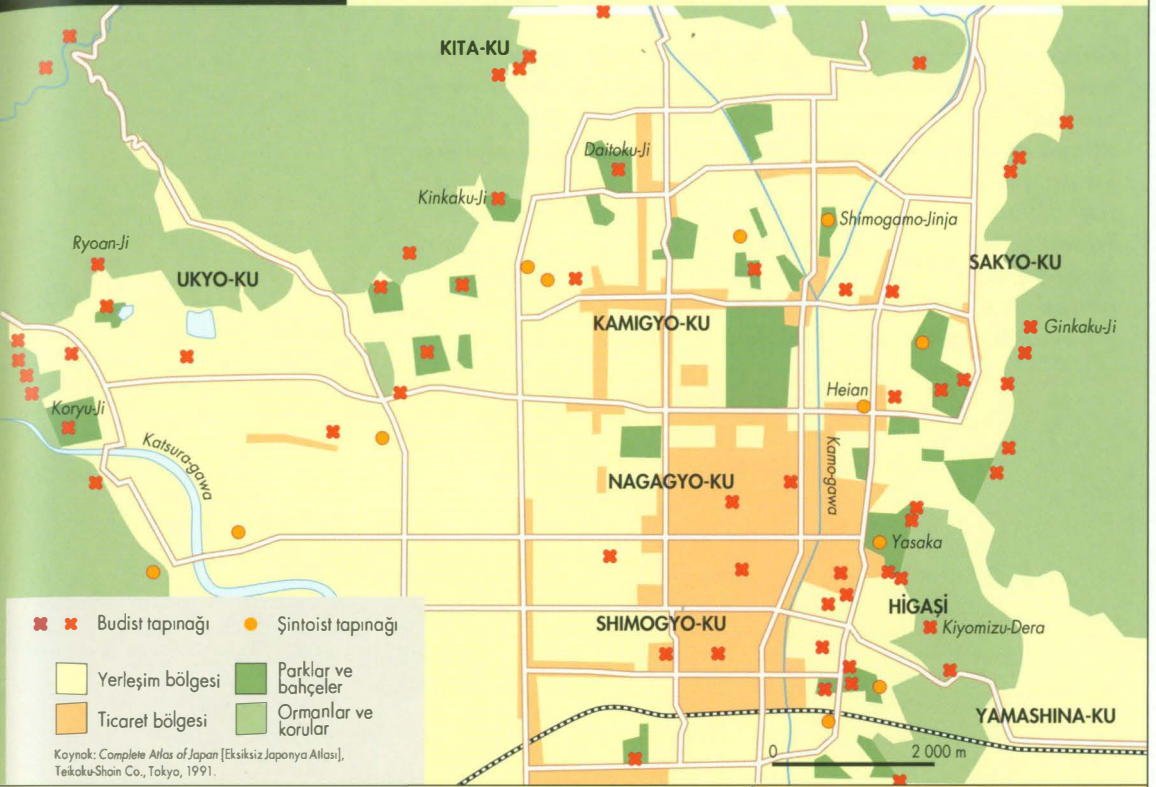 KITA-KU
Daitoku-Ji
Kinkaku-Ji
Shimogamo-Jinja
Ryoan-Ji
UKYO-KU
SAKYO-KU
KAMIGYO-KU
Ginkaku-Ji
Heian
Koryu-Ji
Katsura-gawa
Kamo-gawa
NAGAGYO-KU
Yasaka
HİGAŞİ
SHIMOGYO-KU
Kiyomizu-Dera
YAMASHINA-KU
0 2 000 m
Budist tapınağı
Şintoist tapınağı
Yerleşim bölgesi
Parklar ve
bahçeler
Ticaret bölgesi
Ormanlar ve
korular
Kaynak: Complete Atlas of Japan [Eksiksiz Japonya Atlası],
Teikaku-Shoin Co., Tokyo, 1991.